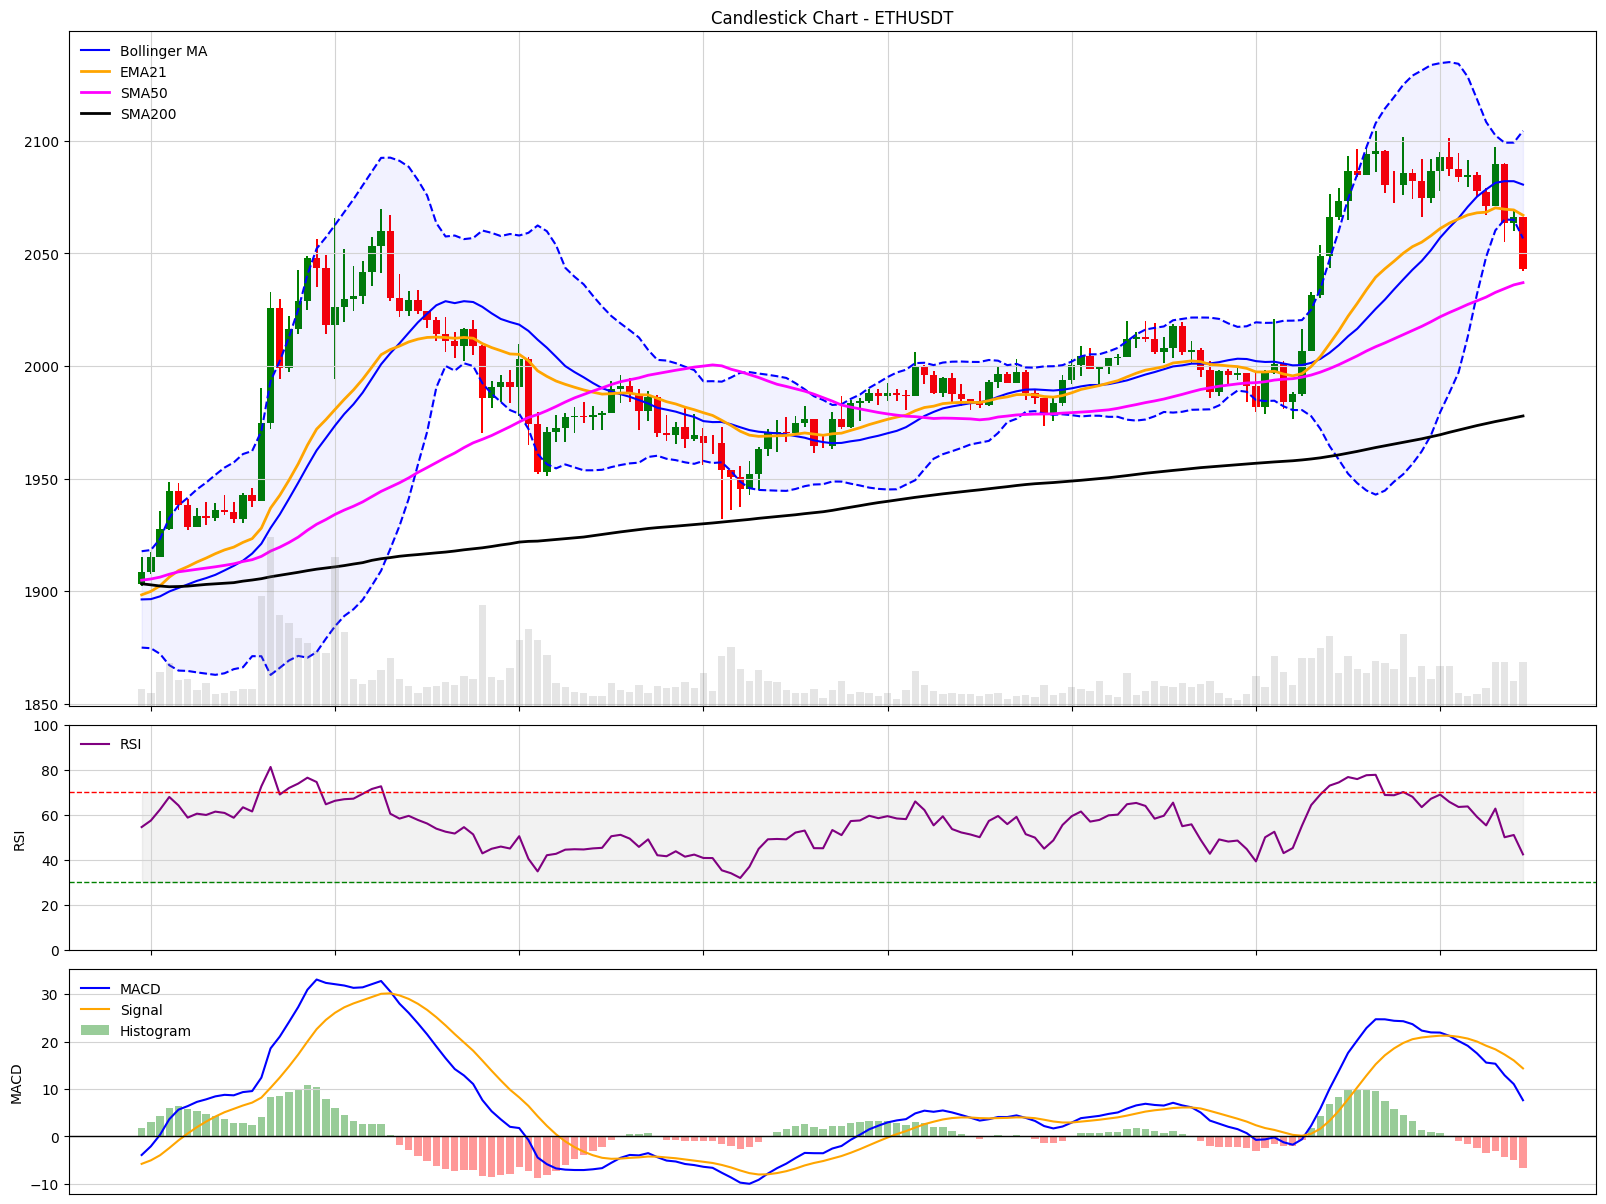 Candlestick Chart - ETHUSDT
Bollinger MA
EMA21
SMA50
SMA200
2100
2050
2000
1950
1900
1850
100
80
60
40
20
0
RSI
RSI
30
20
10
0
−10
MACD
MACD
Signal
Histogram